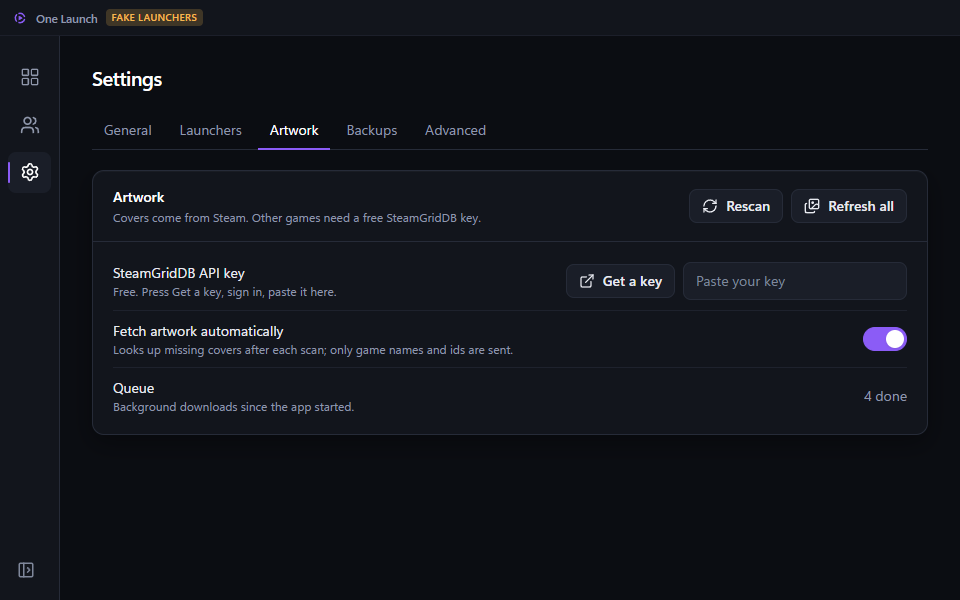 One Launch FAKE LAUNCHERS
Settings
General Launchers Artwork Backups Advanced
Artwork
Covers come from Steam. Other games need a free SteamGridDB key.
Rescan Refresh all
SteamGridDB API key
Free. Press Get a key, sign in, paste it here.
Get a key Paste your key
Fetch artwork automatically
Looks up missing covers after each scan; only game names and ids are sent.
Queue
Background downloads since the app started.
4 done